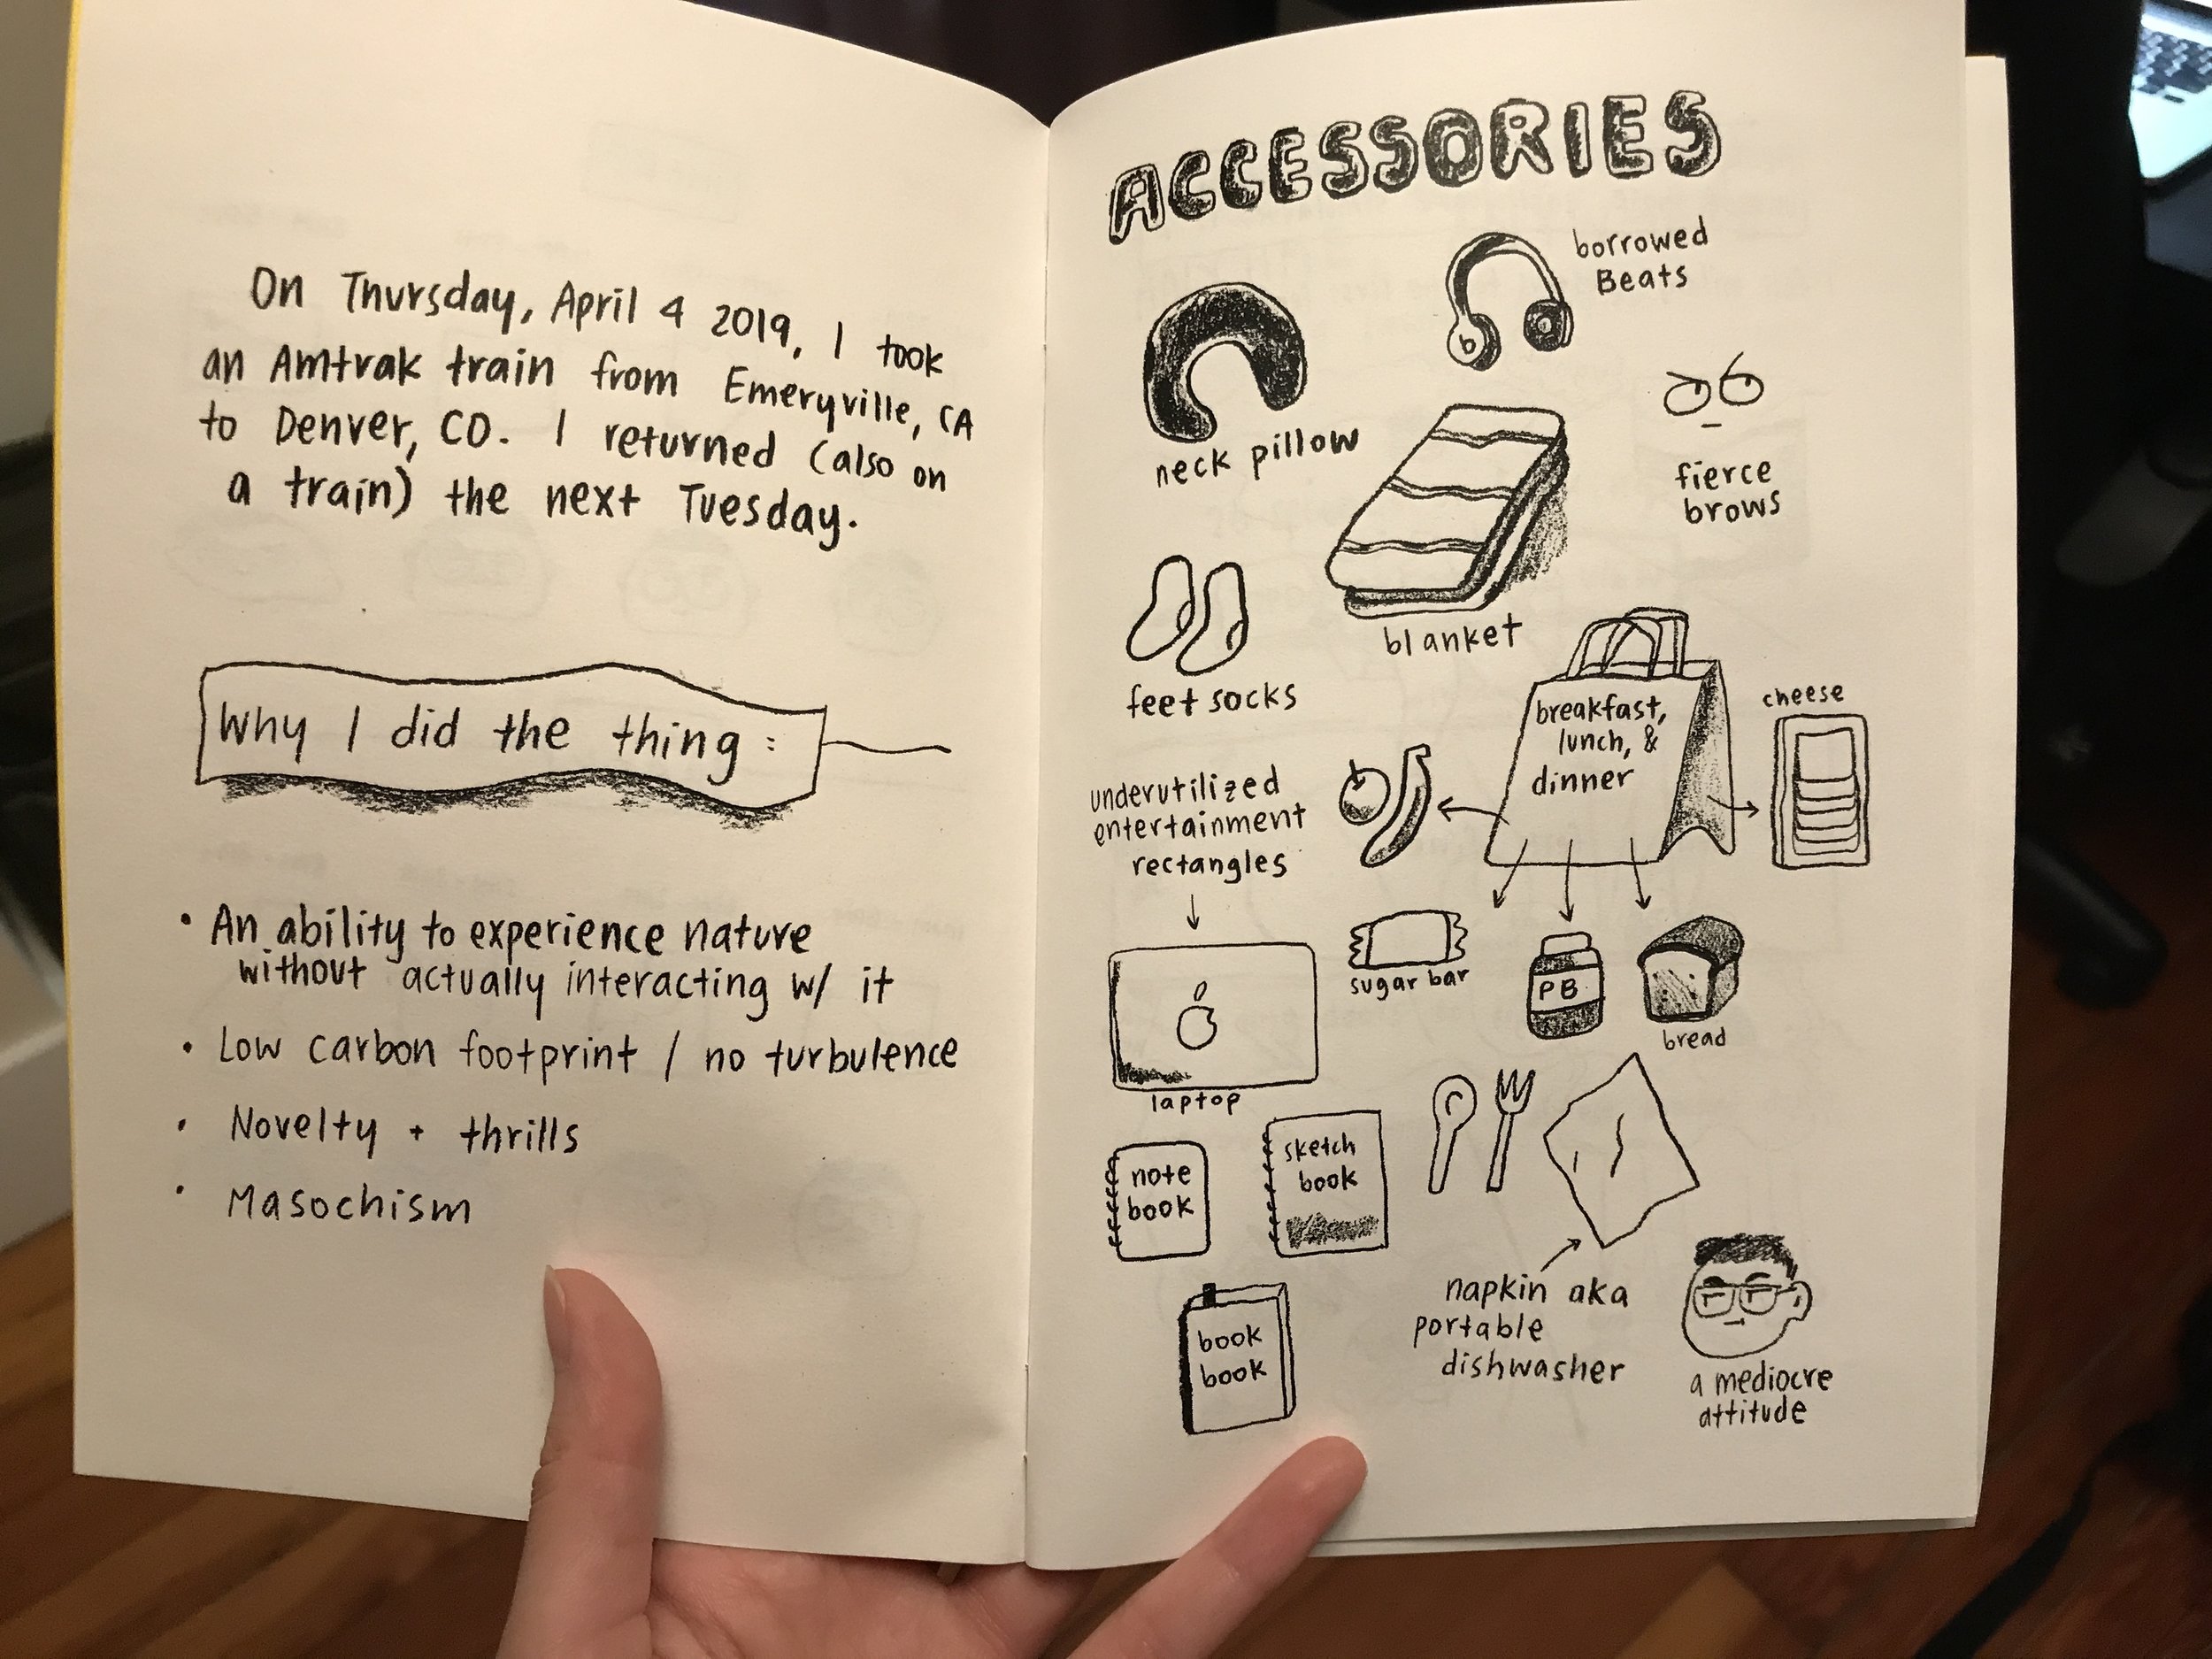 On Thursday, April 4 2019, I took
an Amtrak train from Emeryville, CA
to Denver, CO. I returned (also on
a train) the next Tuesday.
Why I did the thing:
• An ability to experience nature
without actually interacting w/ it
• Low carbon footprint / no turbulence
• Novelty + thrills
• Masochism
ACCESSORIES
borrowed
Beats
b
neck pillow
fierce
brows
blanket
feet socks
breakfast,
lunch, &
dinner
cheese
underutilized
entertainment
rectangles
sugar bar
PB
bread
laptop
note
book
sketch
book
book
book
napkin aka
portable
dishwasher
a mediocre
attitude